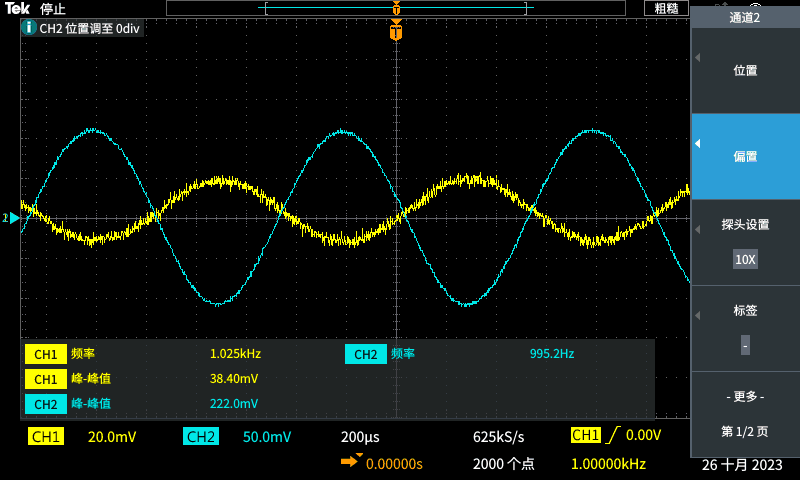 Tek 停止
T
粗糙
CH2 位置调至 0div
T
通道2
位置
偏置
2
探头设置
10X
标签
-
CH1 频率 1.025kHz CH2 频率 995.2Hz
CH1 峰-峰值 38.40mV
CH2 峰-峰值 222.0mV
- 更多 -
第 1/2 页
CH1 20.0mV CH2 50.0mV 200µs 625kS/s CH1 0.00V
0.00000s 2000 个点 1.00000kHz 26 十月 2023